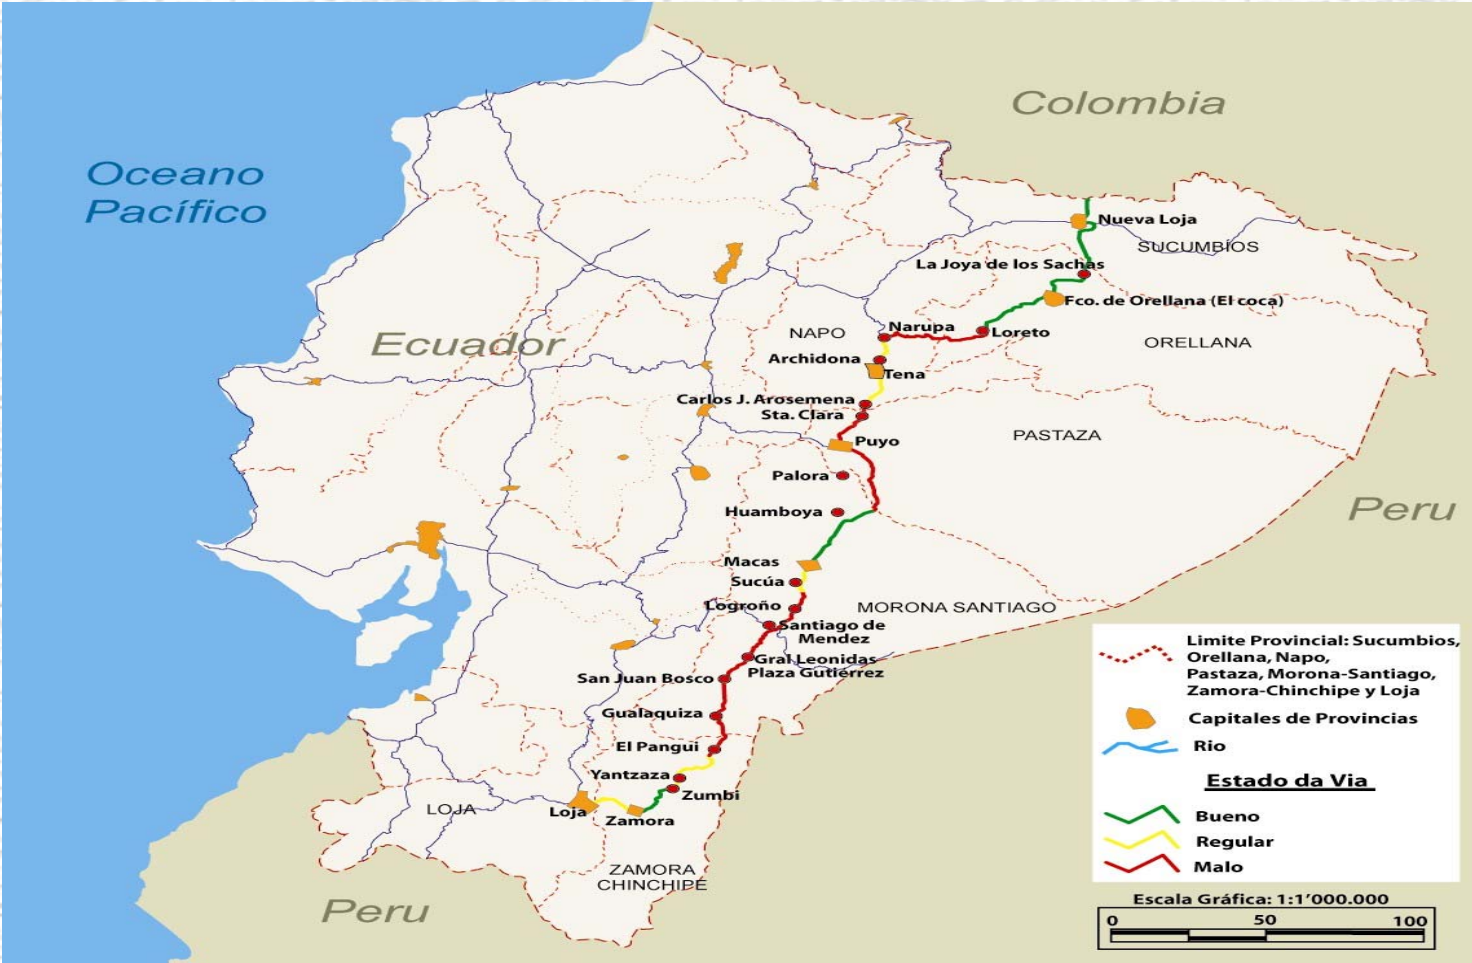 Colombia
Oceano
Pacífico
Nueva Loja
SUCUMBÍOS
La Joya de los Sachas
Fco. de Orellana (El coca)
Narupa
NAPO
Loreto
Ecuador
ORELLANA
Archidona
Tena
Carlos J. Arosemena
Sta. Clara
PASTAZA
Puyo
Palora
Peru
Huamboya
Macas
Sucúa
Logroño
MORONA SANTIAGO
Santiago de
Mendez
Gral Leonidas
Plaza Gutiérrez
San Juan Bosco
Gualaquiza
El Pangui
Yantzaza
Zumbi
LOJA
Loja
Zamora
ZAMORA
CHINCHIPE
Peru
Limite Provincial: Sucumbios,
Orellana, Napo,
Pastaza, Morona-Santiago,
Zamora-Chinchipe y Loja
Capitales de Provincias
Rio
Estado da Via
Bueno
Regular
Malo
Escala Gráfica: 1:1'000.000
0 50 100